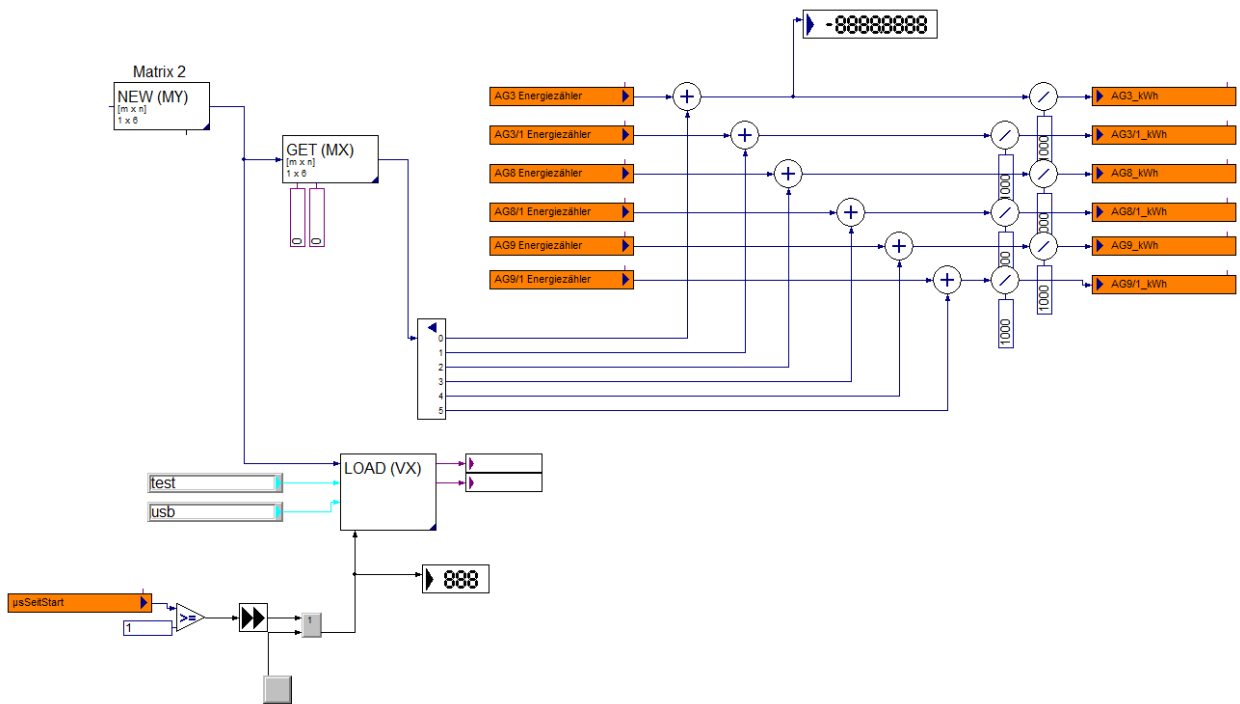 -88888888
Matrix 2
NEW (MY)
[m x n]
1 x 6
GET (MX)
[m x n]
1 x 6
0
0
AG3 Energiezähler
AG3_kWh
1000
AG3/1 Energiezähler
AG3/1_kWh
1000
AG8 Energiezähler
AG8_kWh
AG8/1 Energiezähler
AG8/1_kWh
AG9 Energiezähler
AG9_kWh
1000
AG9/1 Energiezähler
AG9/1_kWh
1000
0
1
2
3
4
5
LOAD (VX)
test
usb
888
µsSeitStart
>=
1
1